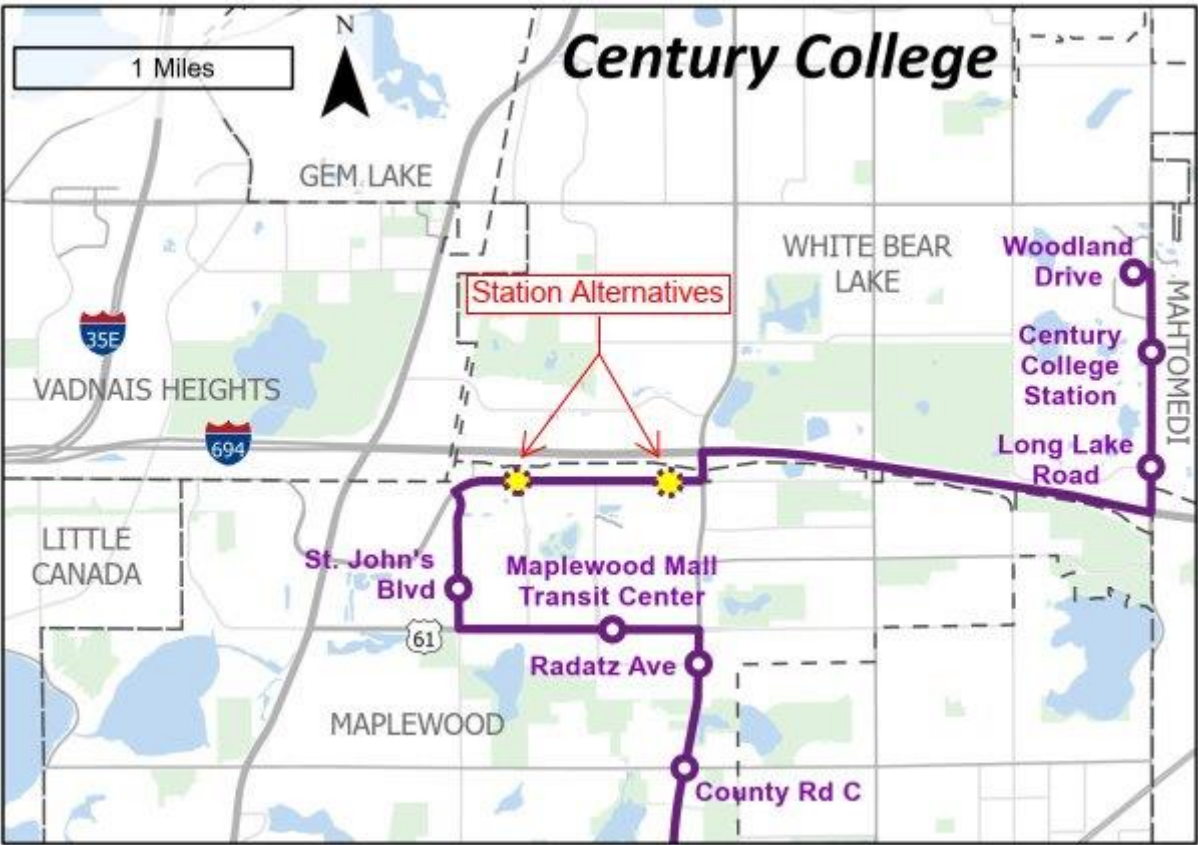 N
1 Miles
Century College
GEM LAKE
WHITE BEAR
LAKE
Woodland
Drive
Station Alternatives
MAHTOMEDI
35E
Century
College
Station
VADNAIS HEIGHTS
694
Long Lake
Road
LITTLE
CANADA
St. John's
Blvd
Maplewood Mall
Transit Center
61
Radatz Ave
MAPLEWOOD
County Rd C